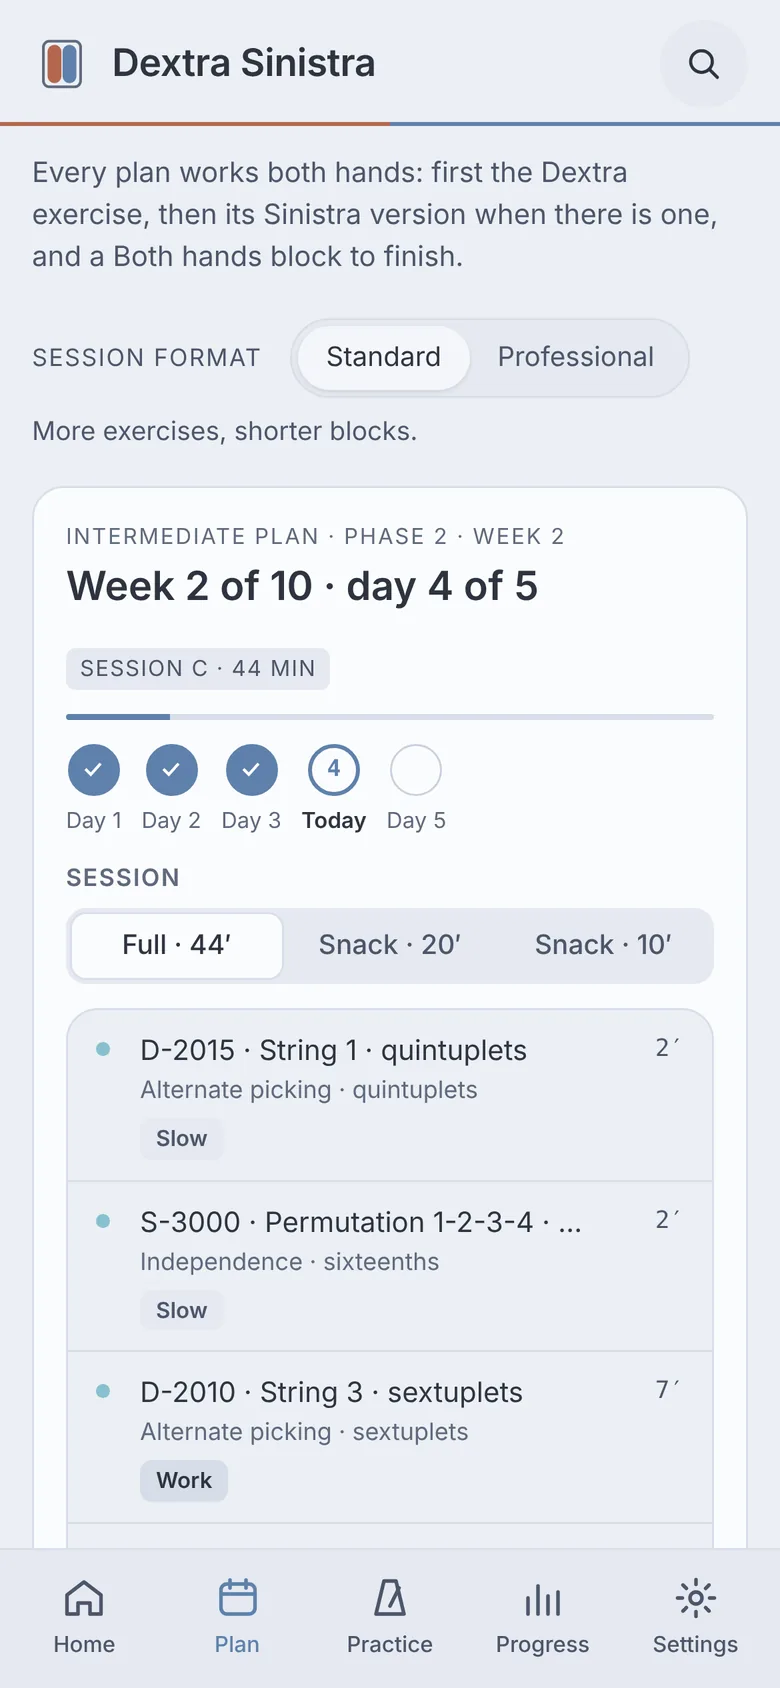 Dextra Sinistra
Every plan works both hands: first the Dextra
exercise, then its Sinistra version when there is one,
and a Both hands block to finish.
SESSION FORMAT
Standard
Professional
More exercises, shorter blocks.
INTERMEDIATE PLAN · PHASE 2 · WEEK 2
Week 2 of 10 · day 4 of 5
SESSION C · 44 MIN
4
Day 1 Day 2 Day 3 Today Day 5
SESSION
Full · 44′ Snack · 20′ Snack · 10′
D-2015 · String 1 · quintuplets 2′
Alternate picking · quintuplets
Slow
S-3000 · Permutation 1-2-3-4 · ... 2′
Independence · sixteenths
Slow
D-2010 · String 3 · sextuplets 7′
Alternate picking · sextuplets
Work
Home Plan Practice Progress Settings